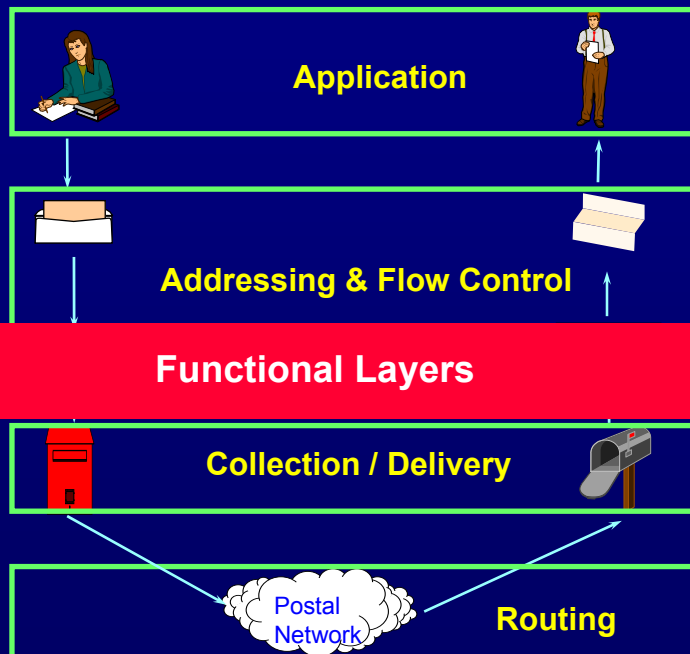 Application
Addressing & Flow Control
Functional Layers
Collection / Delivery
Postal
Network
Routing